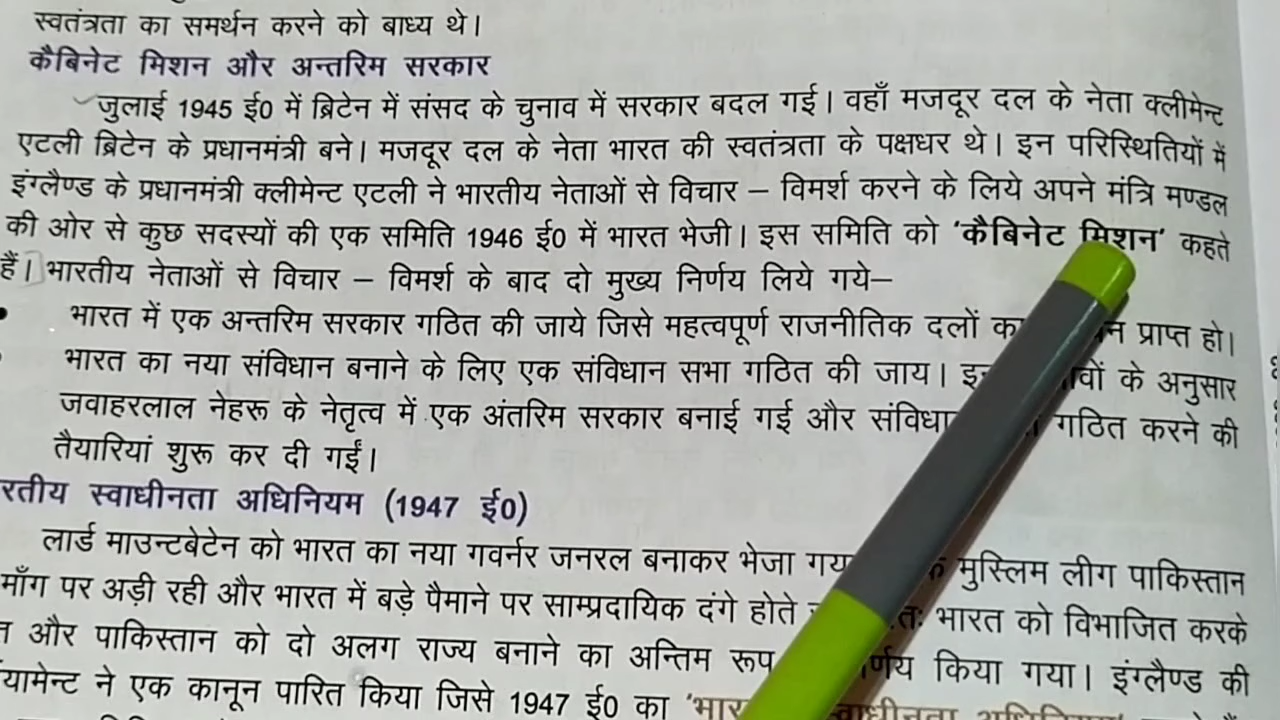 स्वतंत्रता का समर्थन करने को बाध्य थे।
कैबिनेट मिशन और अन्तरिम सरकार
जुलाई 1945 ई0 में ब्रिटेन में संसद के चुनाव में सरकार बदल गई। वहाँ मजदूर दल के नेता क्लीमेन्ट
एटली ब्रिटेन के प्रधानमंत्री बने। मजदूर दल के नेता भारत की स्वतंत्रता के पक्षधर थे। इन परिस्थितियों में
इंग्लैण्ड के प्रधानमंत्री क्लीमेन्ट एटली ने भारतीय नेताओं से विचार – विमर्श करने के लिये अपने मंत्रि मण्डल
की ओर से कुछ सदस्यों की एक समिति 1946 ई0 में भारत भेजी। इस समिति को 'कैबिनेट मिशन' कहते
हैं। भारतीय नेताओं से विचार – विमर्श के बाद दो मुख्य निर्णय लिये गये–
• भारत में एक अन्तरिम सरकार गठित की जाये जिसे महत्वपूर्ण राजनीतिक दलों प्राप्त हो।
भारत का नया संविधान बनाने के लिए एक संविधान सभा गठित की जाय। के अनुसार
जवाहरलाल नेहरू के नेतृत्व में एक अंतरिम सरकार बनाई गई और गठित करने की
तैयारियां शुरू कर दी गईं।
रतीय स्वाधीनता अधिनियम (1947 ई0)
लार्ड माउन्टबेटेन को भारत का नया गवर्नर जनरल बनाकर भेजा मुस्लिम लीग पाकिस्तान
माँग पर अड़ी रही और भारत में बड़े पैमाने पर साम्प्रदायिक दंगे होते भारत को विभाजित करके
और पाकिस्तान को दो अलग राज्य बनाने का अन्तिम रूप किया गया। इंग्लैण्ड की
यामेन्ट ने एक कानून पारित किया जिसे 1947 ई0 का